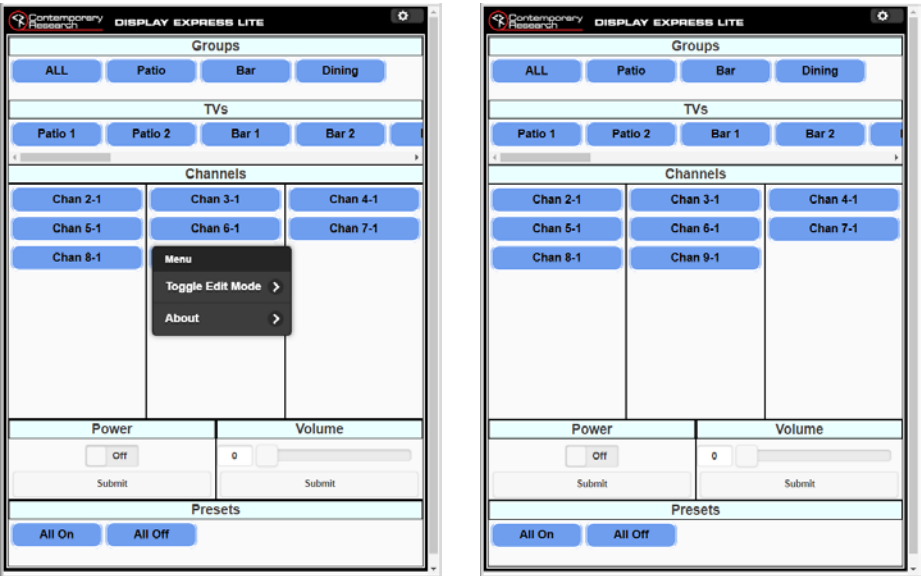 Contemporary Research DISPLAY EXPRESS LITE
Groups
ALL Patio Bar Dining
TVs
Patio 1 Patio 2 Bar 1 Bar 2
Channels
Chan 2-1 Chan 3-1 Chan 4-1
Chan 5-1 Chan 6-1 Chan 7-1
Chan 8-1
Menu
Toggle Edit Mode
About
Power Volume
Off 0
Submit Submit
Presets
All On All Off
Contemporary Research DISPLAY EXPRESS LITE
Groups
ALL Patio Bar Dining
TVs
Patio 1 Patio 2 Bar 1 Bar 2
Channels
Chan 2-1 Chan 3-1 Chan 4-1
Chan 5-1 Chan 6-1 Chan 7-1
Chan 8-1 Chan 9-1
Power Volume
Off 0
Submit Submit
Presets
All On All Off